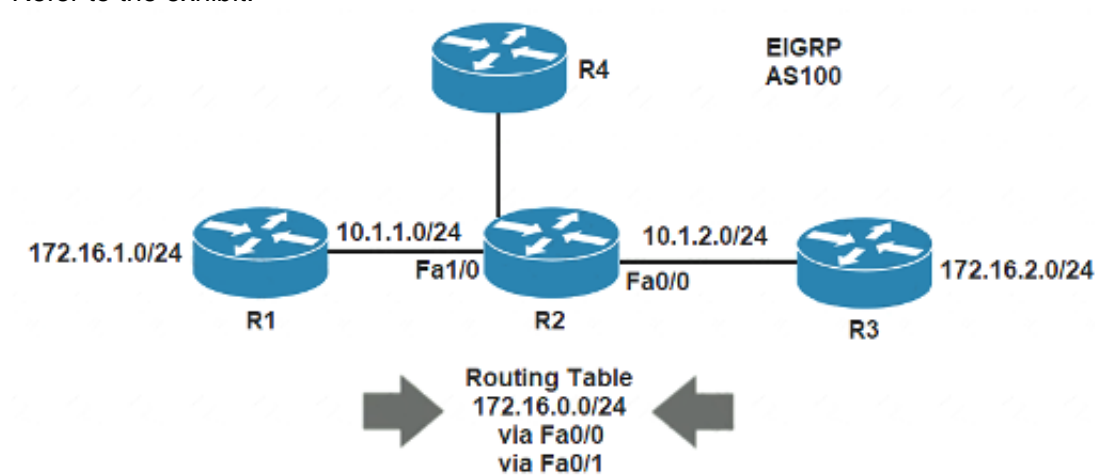 Refer to the exhibit.
EIGRP
AS100
R4
172.16.1.0/24
10.1.1.0/24
Fa1/0
10.1.2.0/24
Fa0/0
172.16.2.0/24
R1
R2
R3
Routing Table
172.16.0.0/24
via Fa0/0
via Fa0/1